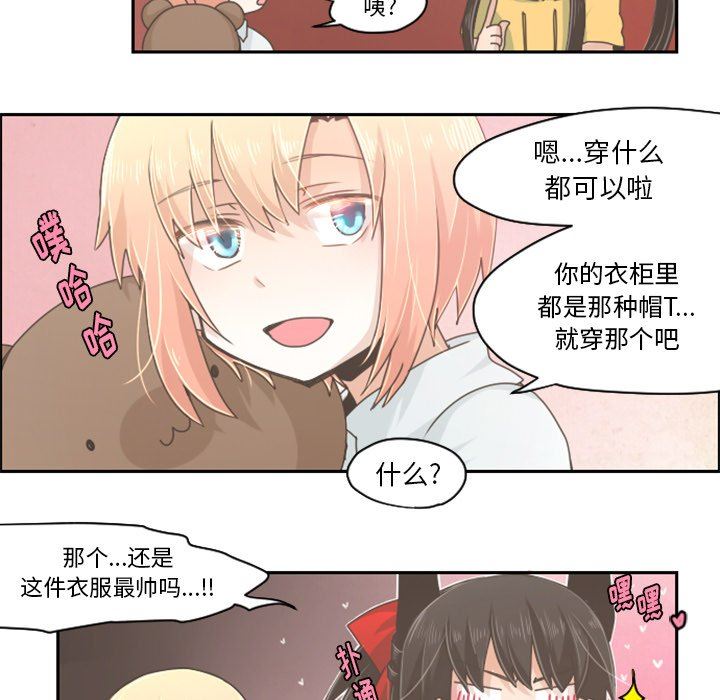 咦?
嗯...穿什么
都可以啦
你的衣柜里
都是那种帽T...
就穿那个吧
噗哈哈
什么?
那个...还是
这件衣服最帅吗...!!
嘿嘿
扑通